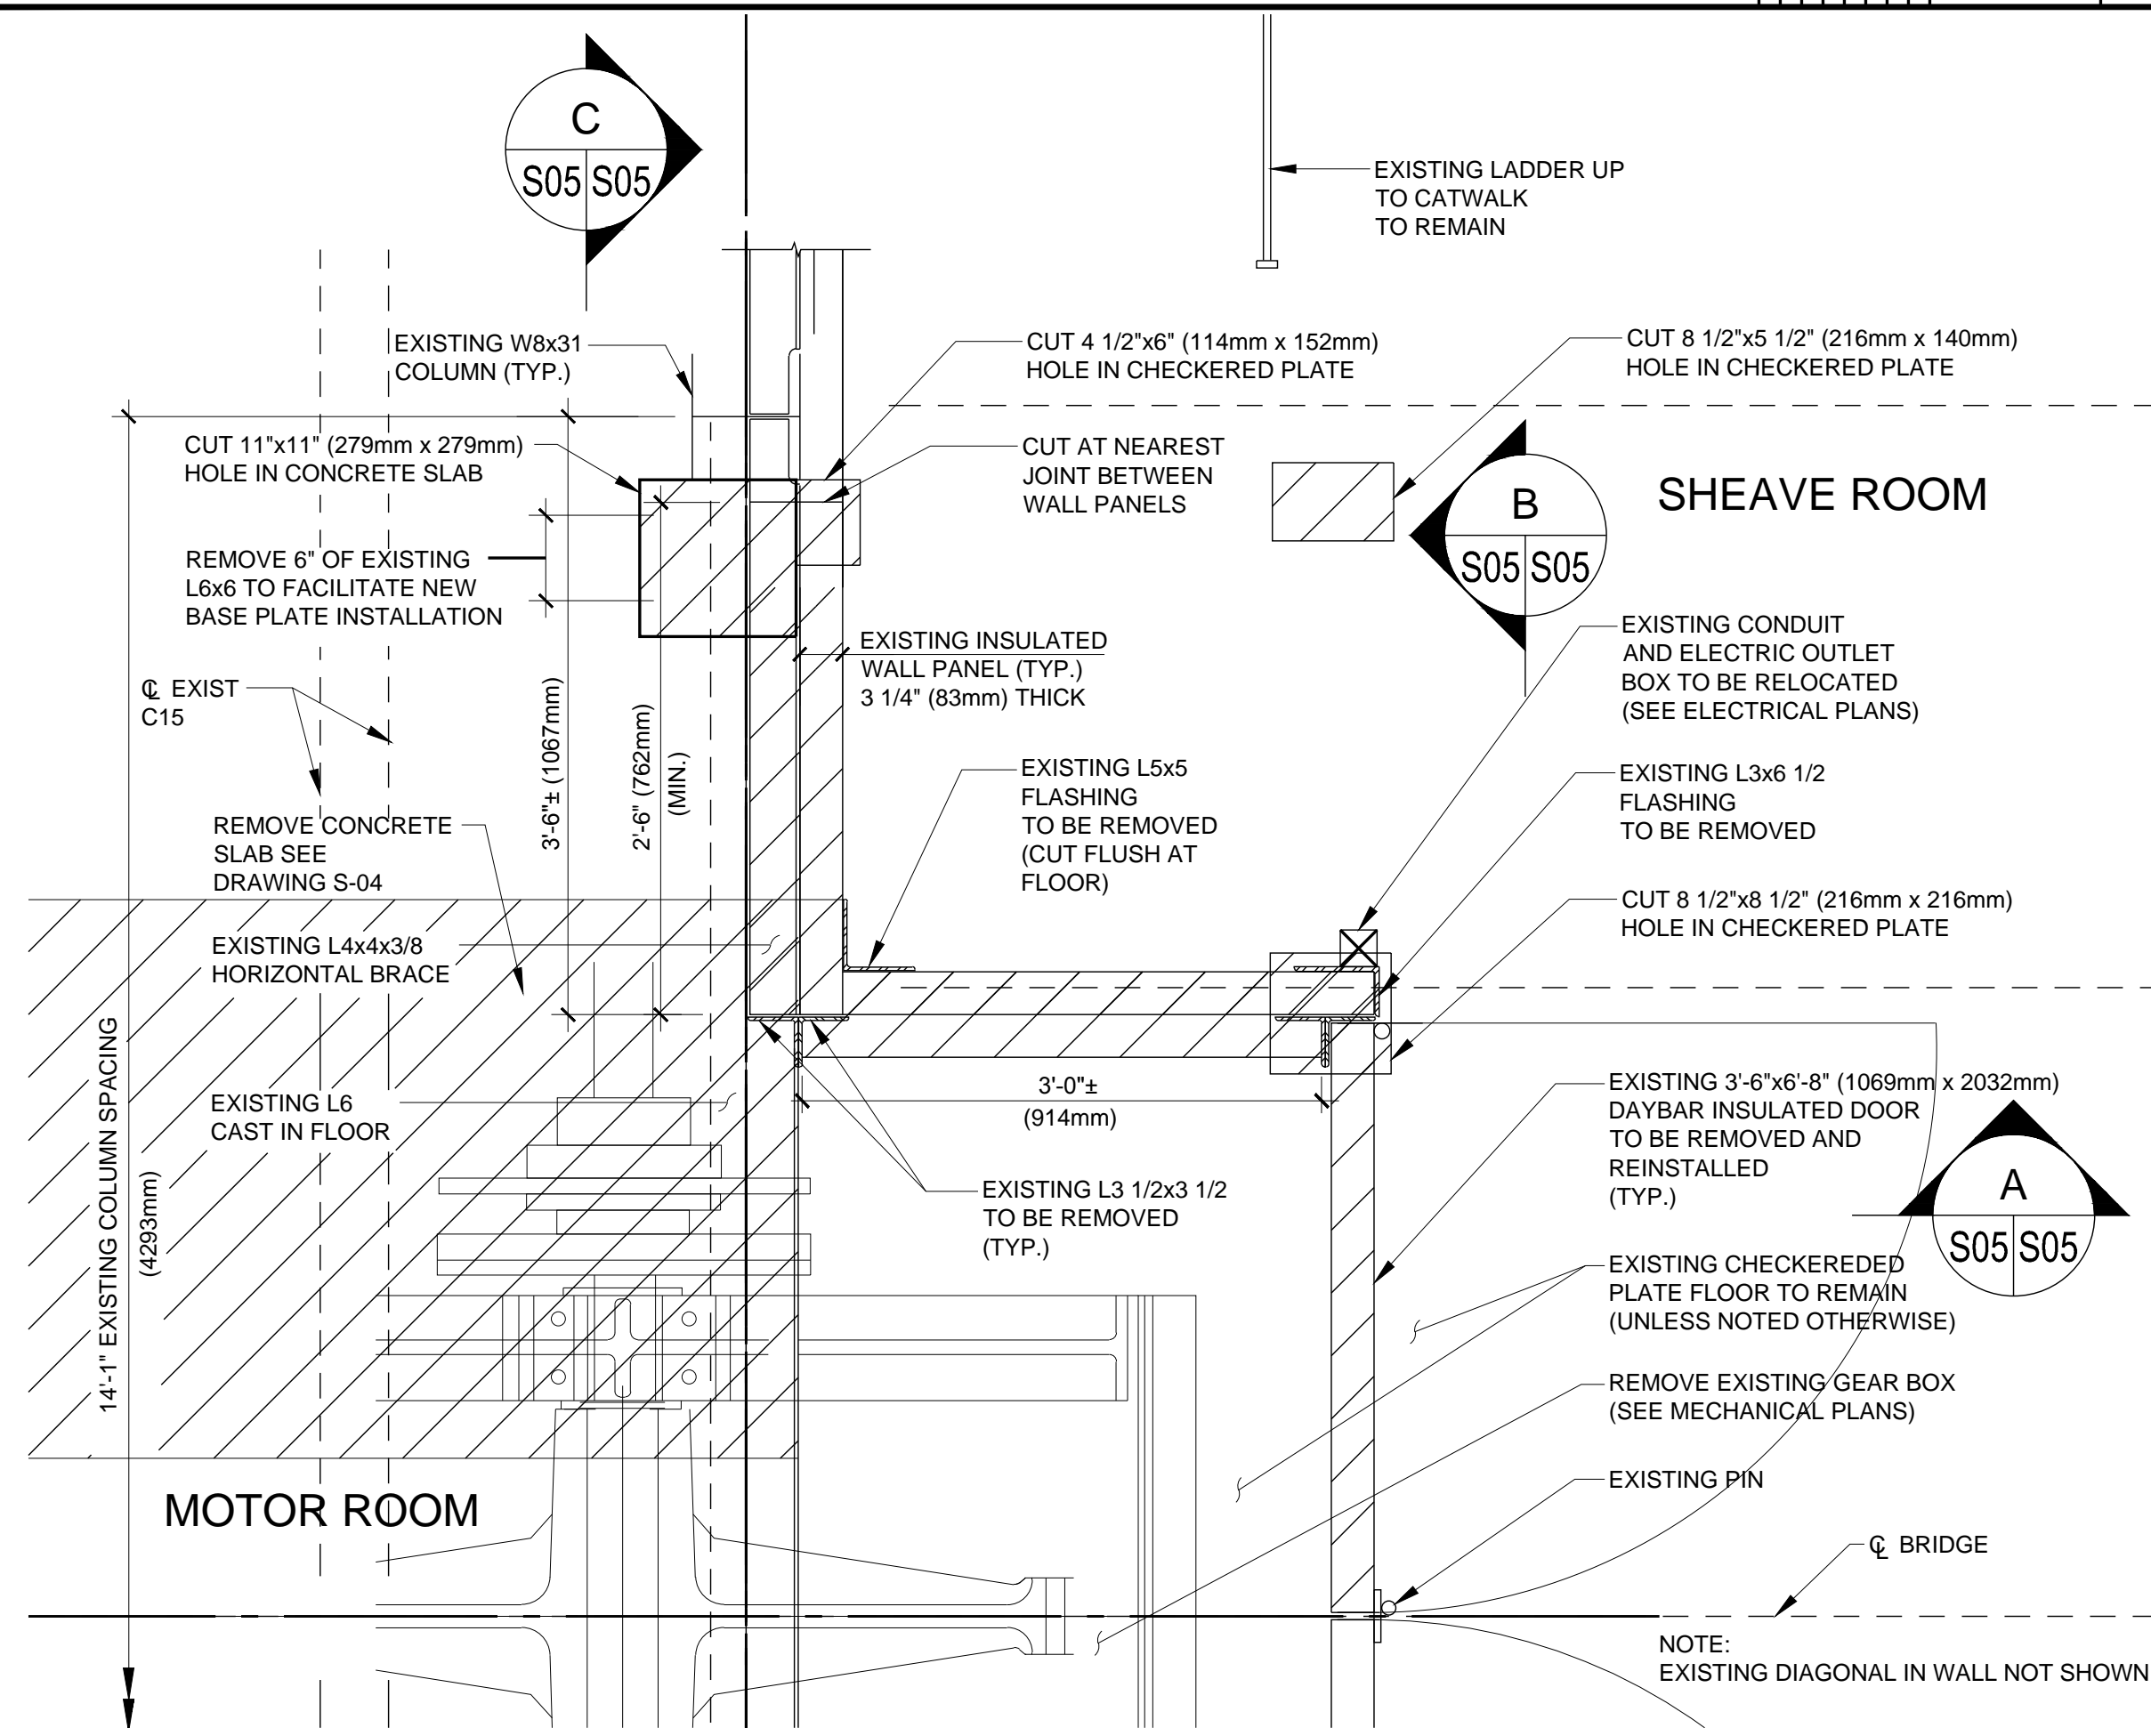 C
S05 S05
EXISTING LADDER UP
TO CATWALK
TO REMAIN
EXISTING W8x31
COLUMN (TYP.)
CUT 4 1/2"x6" (114mm x 152mm)
HOLE IN CHECKERED PLATE
CUT 8 1/2"x5 1/2" (216mm x 140mm)
HOLE IN CHECKERED PLATE
CUT 11"x11" (279mm x 279mm)
HOLE IN CONCRETE SLAB
CUT AT NEAREST
JOINT BETWEEN
WALL PANELS
SHEAVE ROOM
B
S05 S05
REMOVE 6" OF EXISTING
L6x6 TO FACILITATE NEW
BASE PLATE INSTALLATION
EXISTING INSULATED
WALL PANEL (TYP.)
3 1/4" (83mm) THICK
EXISTING CONDUIT
AND ELECTRIC OUTLET
BOX TO BE RELOCATED
(SEE ELECTRICAL PLANS)
℄ EXIST
C15
3'-6"± (1067mm)
2'-6" (762mm)
(MIN.)
EXISTING L5x5
FLASHING
TO BE REMOVED
(CUT FLUSH AT
FLOOR)
EXISTING L3x6 1/2
FLASHING
TO BE REMOVED
REMOVE CONCRETE
SLAB SEE
DRAWING S-04
CUT 8 1/2"x8 1/2" (216mm x 216mm)
HOLE IN CHECKERED PLATE
EXISTING L4x4x3/8
HORIZONTAL BRACE
14'-1" EXISTING COLUMN SPACING
(4293mm)
EXISTING L6
CAST IN FLOOR
3'-0"±
(914mm)
EXISTING 3'-6"x6'-8" (1069mm x 2032mm)
DAYBAR INSULATED DOOR
TO BE REMOVED AND
REINSTALLED
(TYP.)
A
S05 S05
EXISTING L3 1/2x3 1/2
TO BE REMOVED
(TYP.)
EXISTING CHECKEREDED
PLATE FLOOR TO REMAIN
(UNLESS NOTED OTHERWISE)
REMOVE EXISTING GEAR BOX
(SEE MECHANICAL PLANS)
EXISTING PIN
MOTOR ROOM
℄ BRIDGE
NOTE:
EXISTING DIAGONAL IN WALL NOT SHOWN